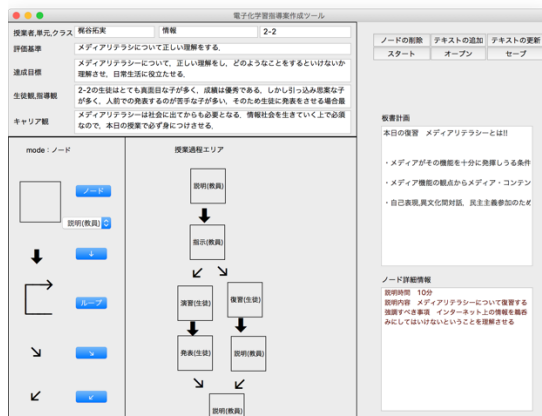 電子化学習指導案作成ツール
授業者,単元,クラス 梶谷拓実 情報 2-2
評価基準 メディアリテラシについて正しい理解をする.
達成目標 メディアリテラシーについて, 正しい理解をし, どのようなことをするといけないか
理解させ, 日常生活に役立たせる.
生徒観,指導観 2-2の生徒はとても真面目な子が多く, 成績は優秀である. しかし引っ込み思案な子
が多く, 人前での発表するのが苦手な子が多い, そのため生徒に発表をさせる場合最
キャリア観 メディアリテラシーは社会に出てからも必要となる. 情報社会を生きていく上で必須
なので, 本日の授業で必ず身につけさせる.
ノードの削除 テキストの追加 テキストの更新
スタート オープン セーブ
mode:ノード
ノード
説明(教員)
↓
ループ
↘
↙
授業過程エリア
説明(教員)
指示(教員)
演習(生徒) 復習(生徒)
発表(生徒) 説明(教員)
説明(教員)
板書計画
本日の復習 メディアリテラシーとは!!
・メディアがその機能を十分に発揮しうる条件
・メディア機能の観点からメディア・コンテン
・自己表現,異文化間対話, 民主主義参加のため
ノード詳細情報
説明時間 10分
説明内容 メディアリテラシーについて復習する
強調すべき事項 インターネット上の情報を鵜呑
みにしてはいけないということを理解させる